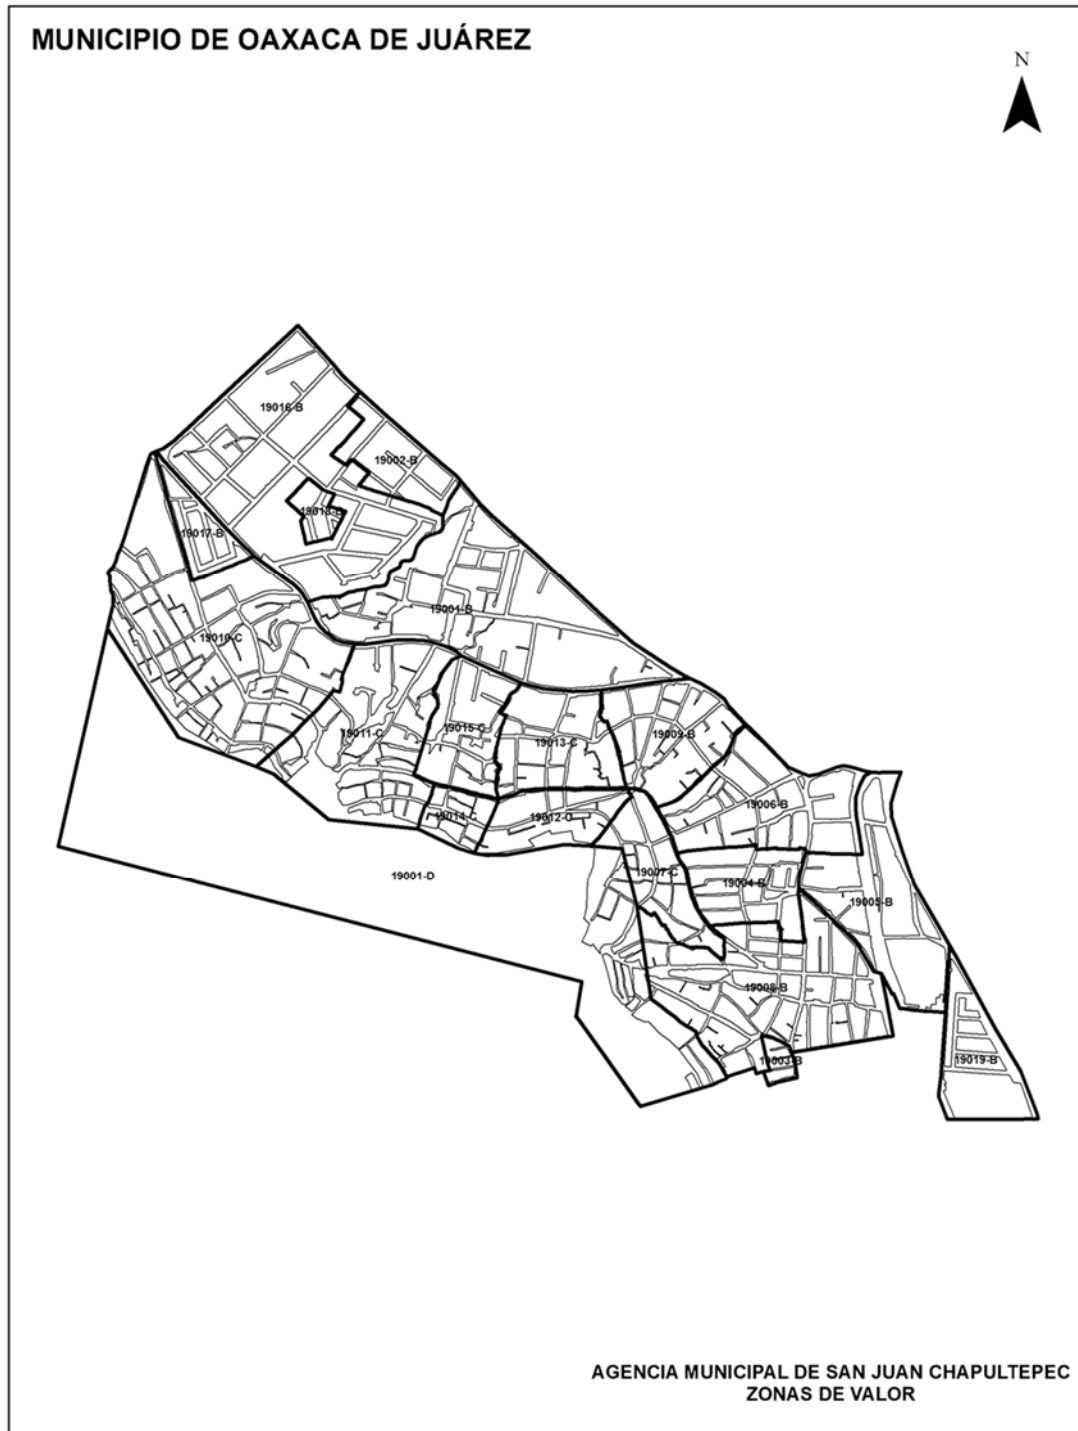 MUNICIPIO DE OAXACA DE JUÁREZ
N
19016-B
19002-B
19018-B
19017-B
19001-B
19010-C
19015-C
19011-C
19013-C
19009-B
19006-B
19014-C
19012-C
19007-C
19001-D
19004-B
19005-B
19008-B
19003-B
19019-B
AGENCIA MUNICIPAL DE SAN JUAN CHAPULTEPEC
ZONAS DE VALOR